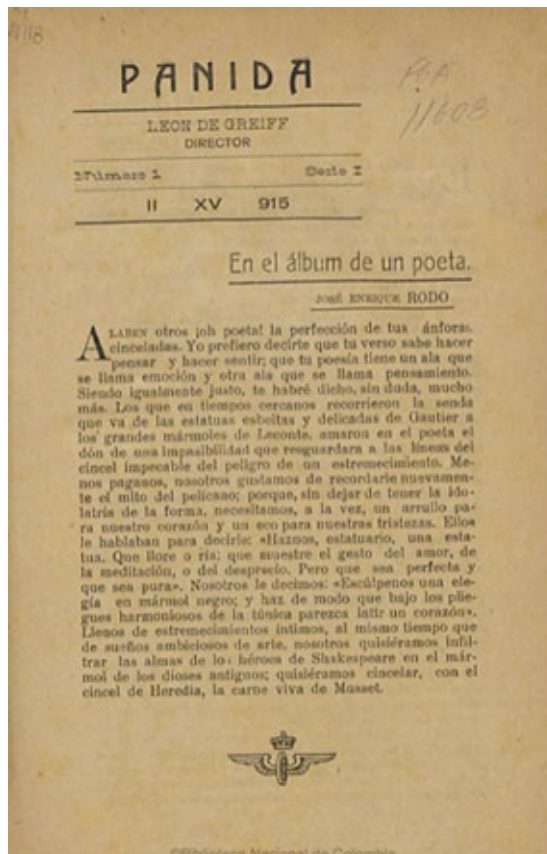 PANIDA
LEON DE GREIFF
DIRECTOR
Número 1 Serie I
II XV 915
FGA
11608
En el álbum de un poeta.
JOSÉ ENRIQUE RODO
ALABEN otros ¡oh poeta! la perfección de tus ánforas
cinceladas. Yo prefiero decirte que tu verso sabe hacer
pensar y hacer sentir; que tu poesía tiene un ala que
se llama emoción y otra ala que se llama pensamiento.
Siendo igualmente justo, te habré dicho, sin duda, mucho
más. Los que en tiempos cercanos recorrieron la senda
que va de las estatuas esbeltas y delicadas de Gautier a
los grandes mármoles de Leconte, amaron en el poeta el
dón de una impasibilidad que resguardara a las líneas del
cincel impecable del peligro de un estremecimiento. Me-
nos paganos, nosotros gustamos de recordarle nuevamen-
te el mito del pelícano; porque, sin dejar de tener la ido-
latría de la forma, necesitamos, a la vez, un arrullo pa-
ra nuestro corazón y un eco para nuestras tristezas. Ellos
le hablaban para decirle: «Haznos, estatuario, una esta-
tua. Que llore o ría; que muestre el gesto del amor, de
la meditación, o del desprecio. Pero que sea perfecta y
que sea pura». Nosotros le decimos: «Escúlpenos una ele-
gía en mármol negro; y haz de modo que bajo los plie-
gues harmoniosos de la túnica parezca latir un corazón».
Llenos de estremecimientos íntimos, al mismo tiempo que
de sueños ambiciosos de arte, nosotros quisiéramos infil-
trar las almas de los héroes de Shakespeare en el már-
mol de los dioses antiguos; quisiéramos cincelar, con el
cincel de Heredia, la carne viva de Musset.
©Biblioteca Nacional de Colombia